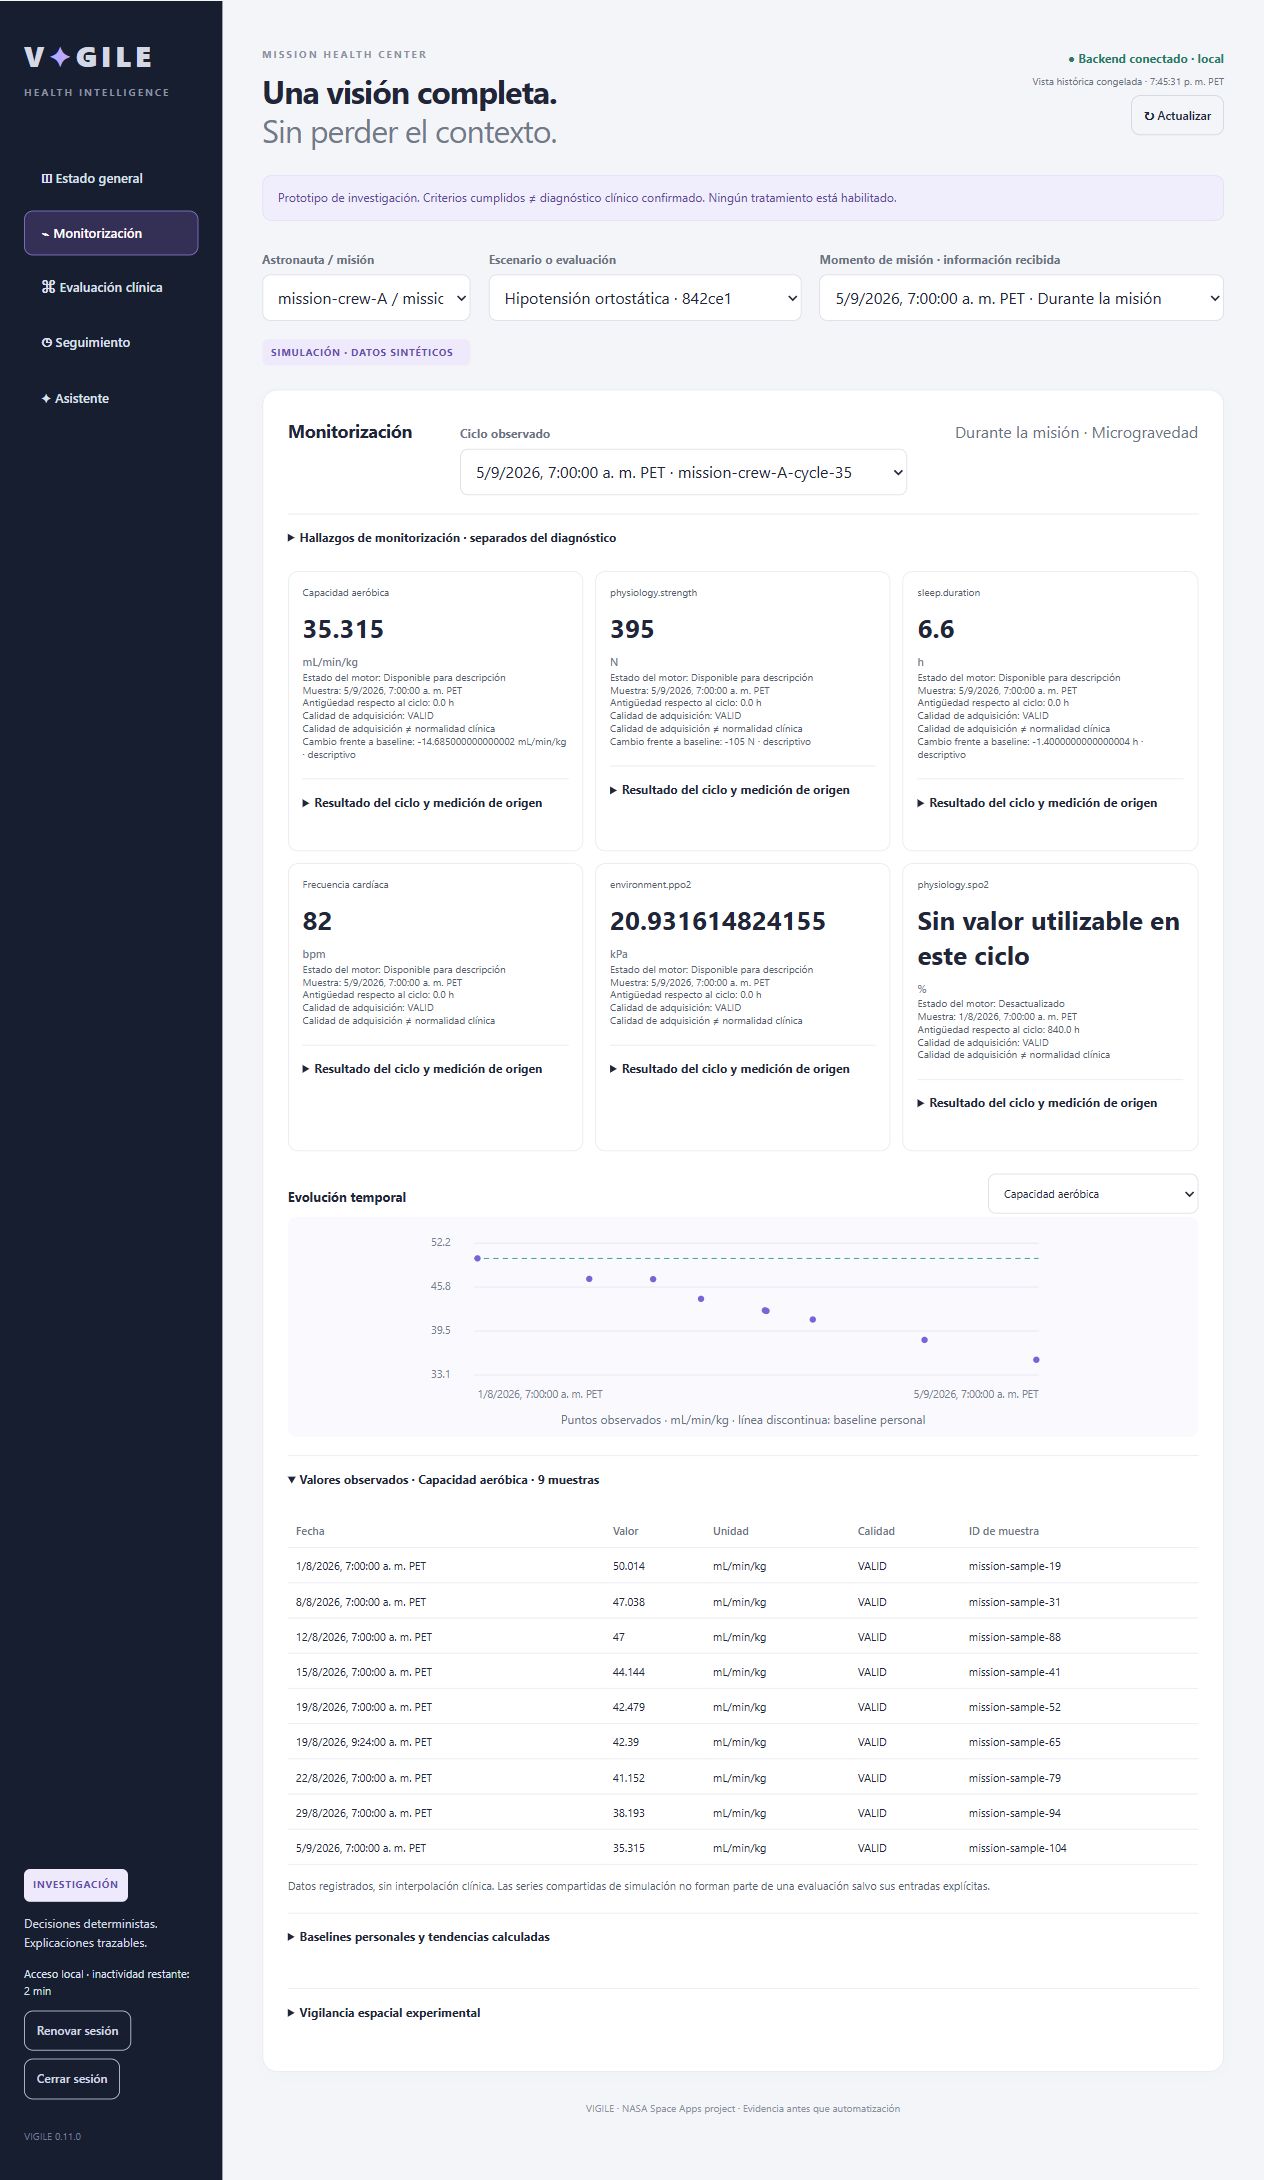 V✦GILE
HEALTH INTELLIGENCE
◫ Estado general
⌁ Monitorización
⌘ Evaluación clínica
◷ Seguimiento
✦ Asistente
INVESTIGACIÓN
Decisiones deterministas.
Explicaciones trazables.
Acceso local · inactividad restante:
2 min
Renovar sesión
Cerrar sesión
VIGILE 0.11.0
MISSION HEALTH CENTER
Una visión completa.
Sin perder el contexto.
● Backend conectado · local
Vista histórica congelada · 7:45:31 p. m. PET
↻ Actualizar
Prototipo de investigación. Criterios cumplidos ≠ diagnóstico clínico confirmado. Ningún tratamiento está habilitado.
Astronauta / misión
mission-crew-A / missic
Escenario o evaluación
Hipotensión ortostática · 842ce1
Momento de misión · información recibida
5/9/2026, 7:00:00 a. m. PET · Durante la misión
SIMULACIÓN · DATOS SINTÉTICOS
Monitorización
Ciclo observado
5/9/2026, 7:00:00 a. m. PET · mission-crew-A-cycle-35
Durante la misión · Microgravedad
▶ Hallazgos de monitorización · separados del diagnóstico
Capacidad aeróbica
35.315
mL/min/kg
Estado del motor: Disponible para descripción
Muestra: 5/9/2026, 7:00:00 a. m. PET
Antigüedad respecto al ciclo: 0.0 h
Calidad de adquisición: VALID
Calidad de adquisición ≠ normalidad clínica
Cambio frente a baseline: -14.685000000000002 mL/min/kg
· descriptivo
▶ Resultado del ciclo y medición de origen
physiology.strength
395
N
Estado del motor: Disponible para descripción
Muestra: 5/9/2026, 7:00:00 a. m. PET
Antigüedad respecto al ciclo: 0.0 h
Calidad de adquisición: VALID
Calidad de adquisición ≠ normalidad clínica
Cambio frente a baseline: -105 N · descriptivo
▶ Resultado del ciclo y medición de origen
sleep.duration
6.6
h
Estado del motor: Disponible para descripción
Muestra: 5/9/2026, 7:00:00 a. m. PET
Antigüedad respecto al ciclo: 0.0 h
Calidad de adquisición: VALID
Calidad de adquisición ≠ normalidad clínica
Cambio frente a baseline: -1.4000000000000004 h ·
descriptivo
▶ Resultado del ciclo y medición de origen
Frecuencia cardíaca
82
bpm
Estado del motor: Disponible para descripción
Muestra: 5/9/2026, 7:00:00 a. m. PET
Antigüedad respecto al ciclo: 0.0 h
Calidad de adquisición: VALID
Calidad de adquisición ≠ normalidad clínica
▶ Resultado del ciclo y medición de origen
environment.ppo2
20.931614824155
kPa
Estado del motor: Disponible para descripción
Muestra: 5/9/2026, 7:00:00 a. m. PET
Antigüedad respecto al ciclo: 0.0 h
Calidad de adquisición: VALID
Calidad de adquisición ≠ normalidad clínica
▶ Resultado del ciclo y medición de origen
physiology.spo2
Sin valor utilizable en
este ciclo
%
Estado del motor: Desactualizado
Muestra: 1/8/2026, 7:00:00 a. m. PET
Antigüedad respecto al ciclo: 840.0 h
Calidad de adquisición: VALID
Calidad de adquisición ≠ normalidad clínica
▶ Resultado del ciclo y medición de origen
Evolución temporal
Capacidad aeróbica
52.2
45.8
39.5
33.1
1/8/2026, 7:00:00 a. m. PET 5/9/2026, 7:00:00 a. m. PET
Puntos observados · mL/min/kg · línea discontinua: baseline personal
▼ Valores observados · Capacidad aeróbica · 9 muestras
Fecha Valor Unidad Calidad ID de muestra
1/8/2026, 7:00:00 a. m. PET 50.014 mL/min/kg VALID mission-sample-19
8/8/2026, 7:00:00 a. m. PET 47.038 mL/min/kg VALID mission-sample-31
12/8/2026, 7:00:00 a. m. PET 47 mL/min/kg VALID mission-sample-88
15/8/2026, 7:00:00 a. m. PET 44.144 mL/min/kg VALID mission-sample-41
19/8/2026, 7:00:00 a. m. PET 42.479 mL/min/kg VALID mission-sample-52
19/8/2026, 9:24:00 a. m. PET 42.39 mL/min/kg VALID mission-sample-65
22/8/2026, 7:00:00 a. m. PET 41.152 mL/min/kg VALID mission-sample-79
29/8/2026, 7:00:00 a. m. PET 38.193 mL/min/kg VALID mission-sample-94
5/9/2026, 7:00:00 a. m. PET 35.315 mL/min/kg VALID mission-sample-104
Datos registrados, sin interpolación clínica. Las series compartidas de simulación no forman parte de una evaluación salvo sus entradas explícitas.
▶ Baselines personales y tendencias calculadas
▶ Vigilancia espacial experimental
VIGILE · NASA Space Apps project · Evidencia antes que automatización